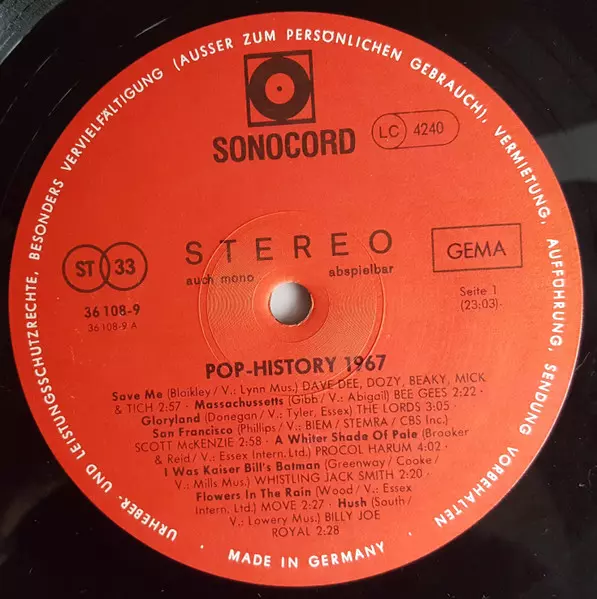 URHEBER- UND LEISTUNGSSCHUTZRECHTE, BESONDERS VERVIELFÄLTIGUNG (AUSSER ZUM PERSÖNLICHEN GEBRAUCH), VERMIETUNG, AUFFÜHRUNG, SENDUNG VORBEHALTEN
SONOCORD
LC 4240
STEREO
auch mono abspielbar
ST 33
GEMA
36 108-9
36 108-9 A
Seite 1
(23:03)
POP-HISTORY 1967
Save Me (Blaikley / V.: Lynn Mus.) DAVE DEE, DOZY, BEAKY, MICK
& TICH 2:57 · Massachussetts (Gibb / V.: Abigail) BEE GEES 2:22 ·
Gloryland (Donegan / V.: Tyler, Essex) THE LORDS 3:05 ·
San Francisco (Phillips / V.: BIEM / STEMRA / CBS Inc.)
SCOTT McKENZIE 2:58 · A Whiter Shade Of Pale (Brooker
& Reid / V.: Essex Intern. Ltd.) PROCOL HARUM 4:02 ·
I Was Kaiser Bill's Batman (Greenway / Cooke /
V.: Mills Mus.) WHISTLING JACK SMITH 2:20 ·
Flowers In The Rain (Wood / V.: Essex
Intern. Ltd.) MOVE 2:27 · Hush (South /
V.: Lowery Mus.) BILLY JOE
ROYAL 2:28
· MADE IN GERMANY ·